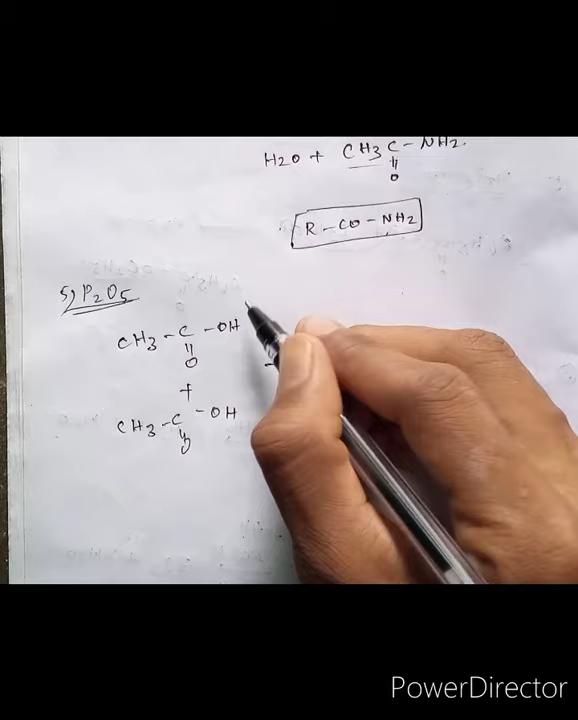 H2O + CH3 C - NH2
||
O
R - CO - NH2
5) P2O5
CH3 - C - OH
||
O
+
CH3 - C - OH
||
O
PowerDirector